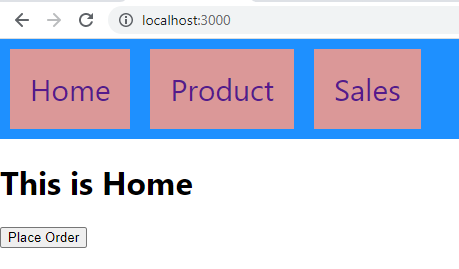 localhost:3000
Home Product Sales
This is Home
Place Order